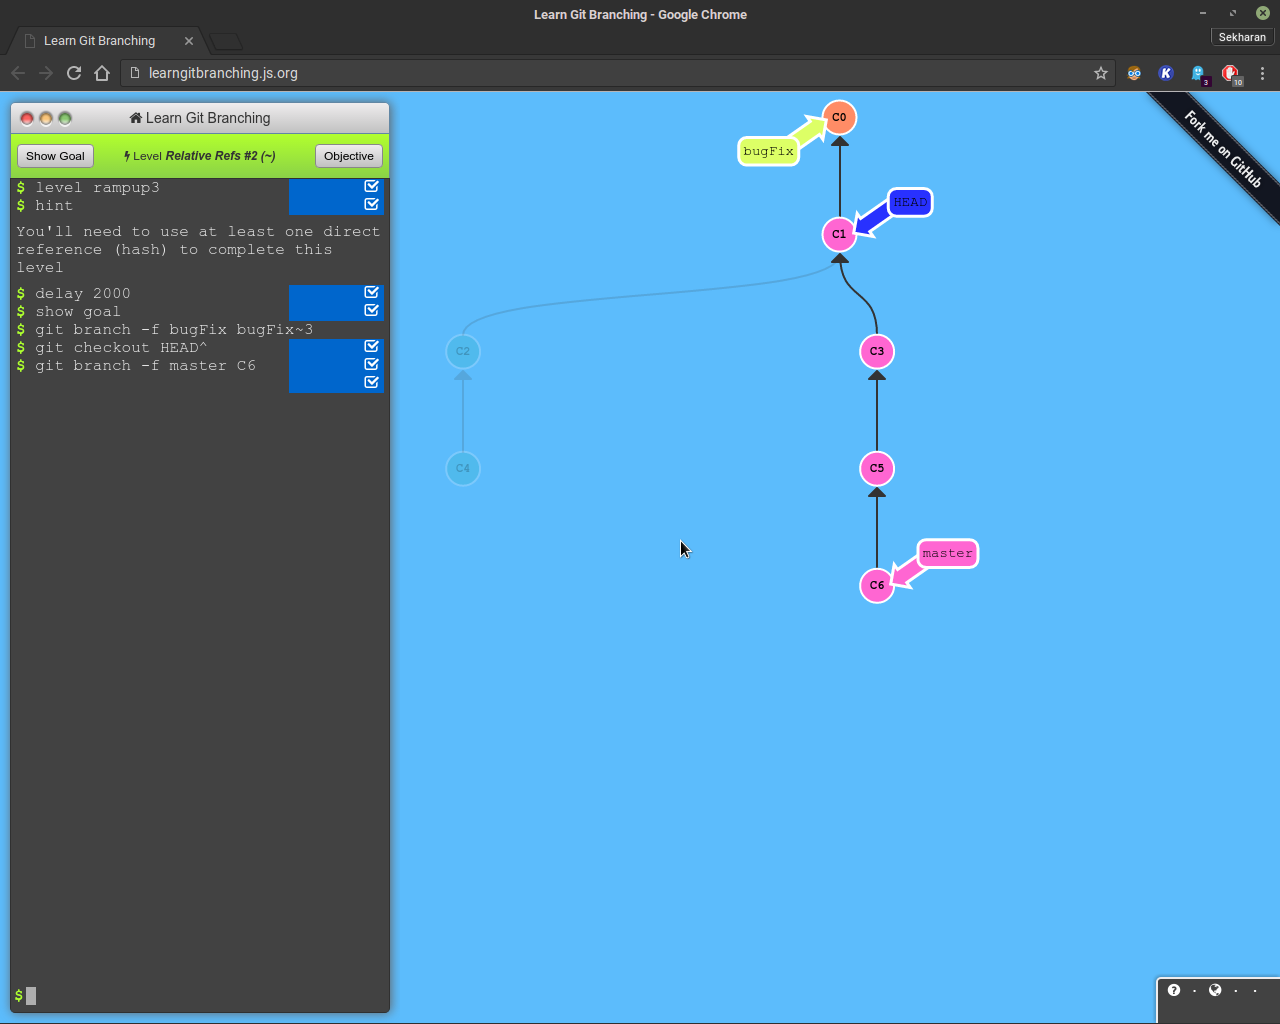 Learn Git Branching - Google Chrome
Learn Git Branching
Sekharan
learngitbranching.js.org
K
3
10
Learn Git Branching
Show Goal
Level Relative Refs #2 (~)
Objective
$ level rampup3
$ hint
You'll need to use at least one direct
reference (hash) to complete this
level
$ delay 2000
$ show goal
$ git branch -f bugFix bugFix~3
$ git checkout HEAD^
$ git branch -f master C6
$
C0
bugFix
HEAD
C1
C2
C3
C4
C5
master
C6
Fork me on GitHub
?